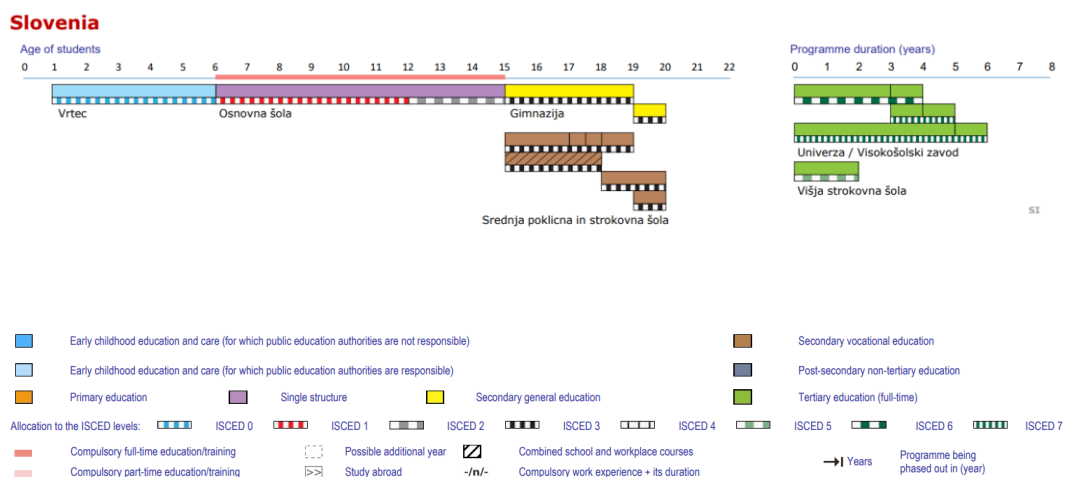 Slovenia
Age of students
Programme duration (years)
0 1 2 3 4 5 6 7 8 9 10 11 12 13 14 15 16 17 18 19 20 21 22
0 1 2 3 4 5 6 7 8
Vrtec
Osnovna šola
Gimnazija
Srednja poklicna in strokovna šola
Univerza / Visokošolski zavod
Višja strokovna šola
SI
Early childhood education and care (for which public education authorities are not responsible)
Secondary vocational education
Early childhood education and care (for which public education authorities are responsible)
Post-secondary non-tertiary education
Primary education
Single structure
Secondary general education
Tertiary education (full-time)
Allocation to the ISCED levels:
ISCED 0
ISCED 1
ISCED 2
ISCED 3
ISCED 4
ISCED 5
ISCED 6
ISCED 7
Compulsory full-time education/training
Possible additional year
Combined school and workplace courses
Years
Programme being
phased out in (year)
Compulsory part-time education/training
>>
Study abroad
-/n/-
Compulsory work experience + its duration